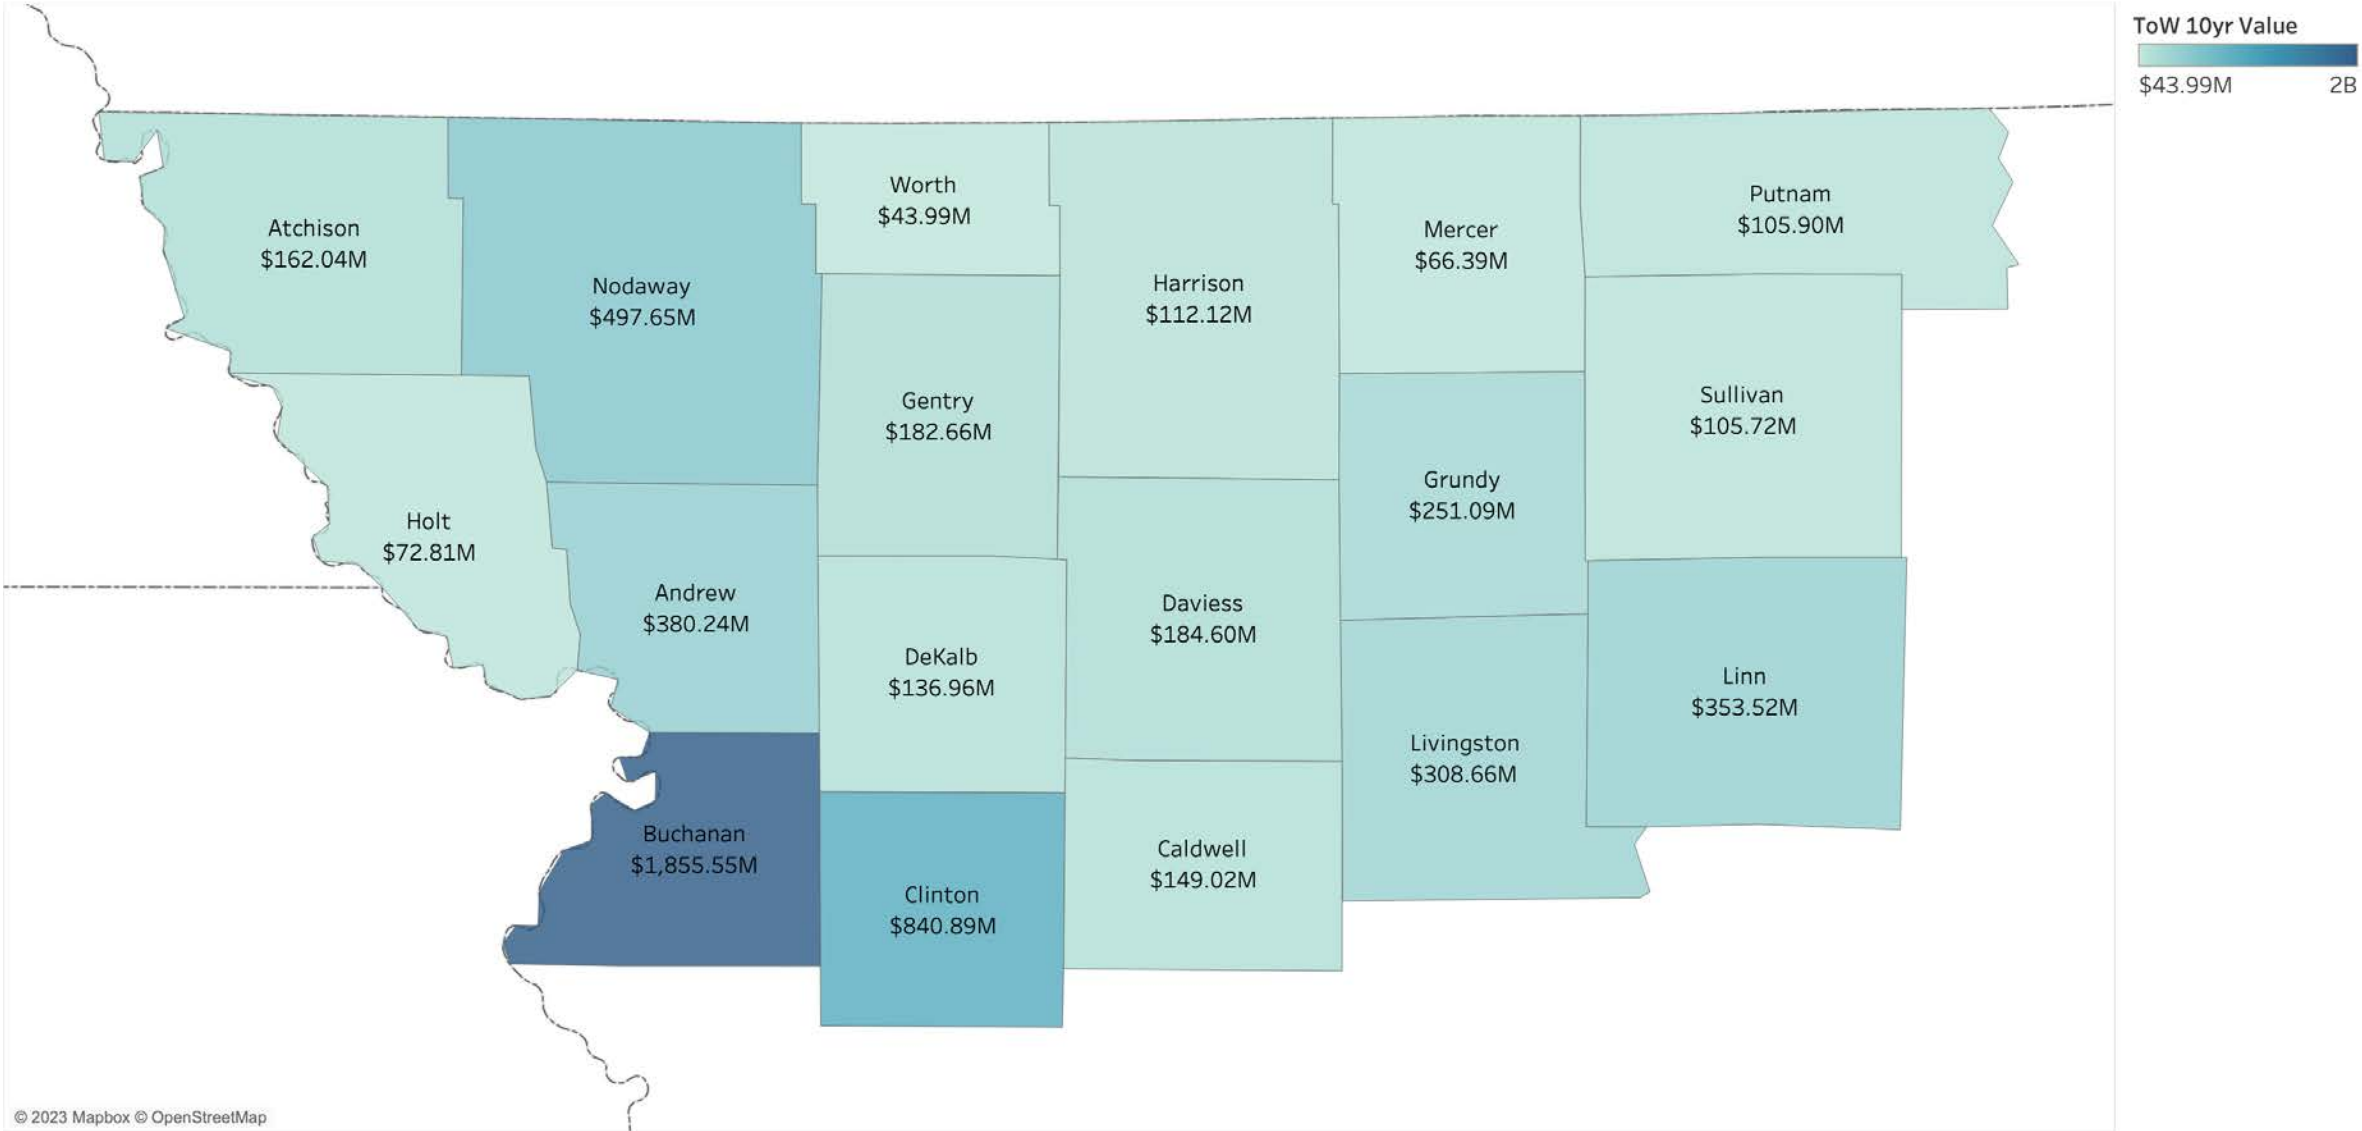 ToW 10yr Value
$43.99M
2B
Atchison
$162.04M
Nodaway
$497.65M
Worth
$43.99M
Harrison
$112.12M
Mercer
$66.39M
Putnam
$105.90M
Gentry
$182.66M
Sullivan
$105.72M
Grundy
$251.09M
Holt
$72.81M
Andrew
$380.24M
DeKalb
$136.96M
Daviess
$184.60M
Linn
$353.52M
Livingston
$308.66M
Buchanan
$1,855.55M
Clinton
$840.89M
Caldwell
$149.02M
© 2023 Mapbox © OpenStreetMap